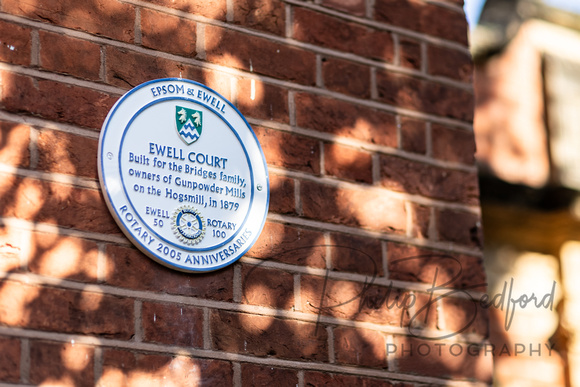 EPSOM & EWELL
EWELL COURT
Built for the Bridges family,
owners of Gunpowder Mills
on the Hogsmill, in 1879
EWELL ROTARY
50 100
ROTARY 2005 ANNIVERSARIES
Philip Bedford
PHOTOGRAPHY